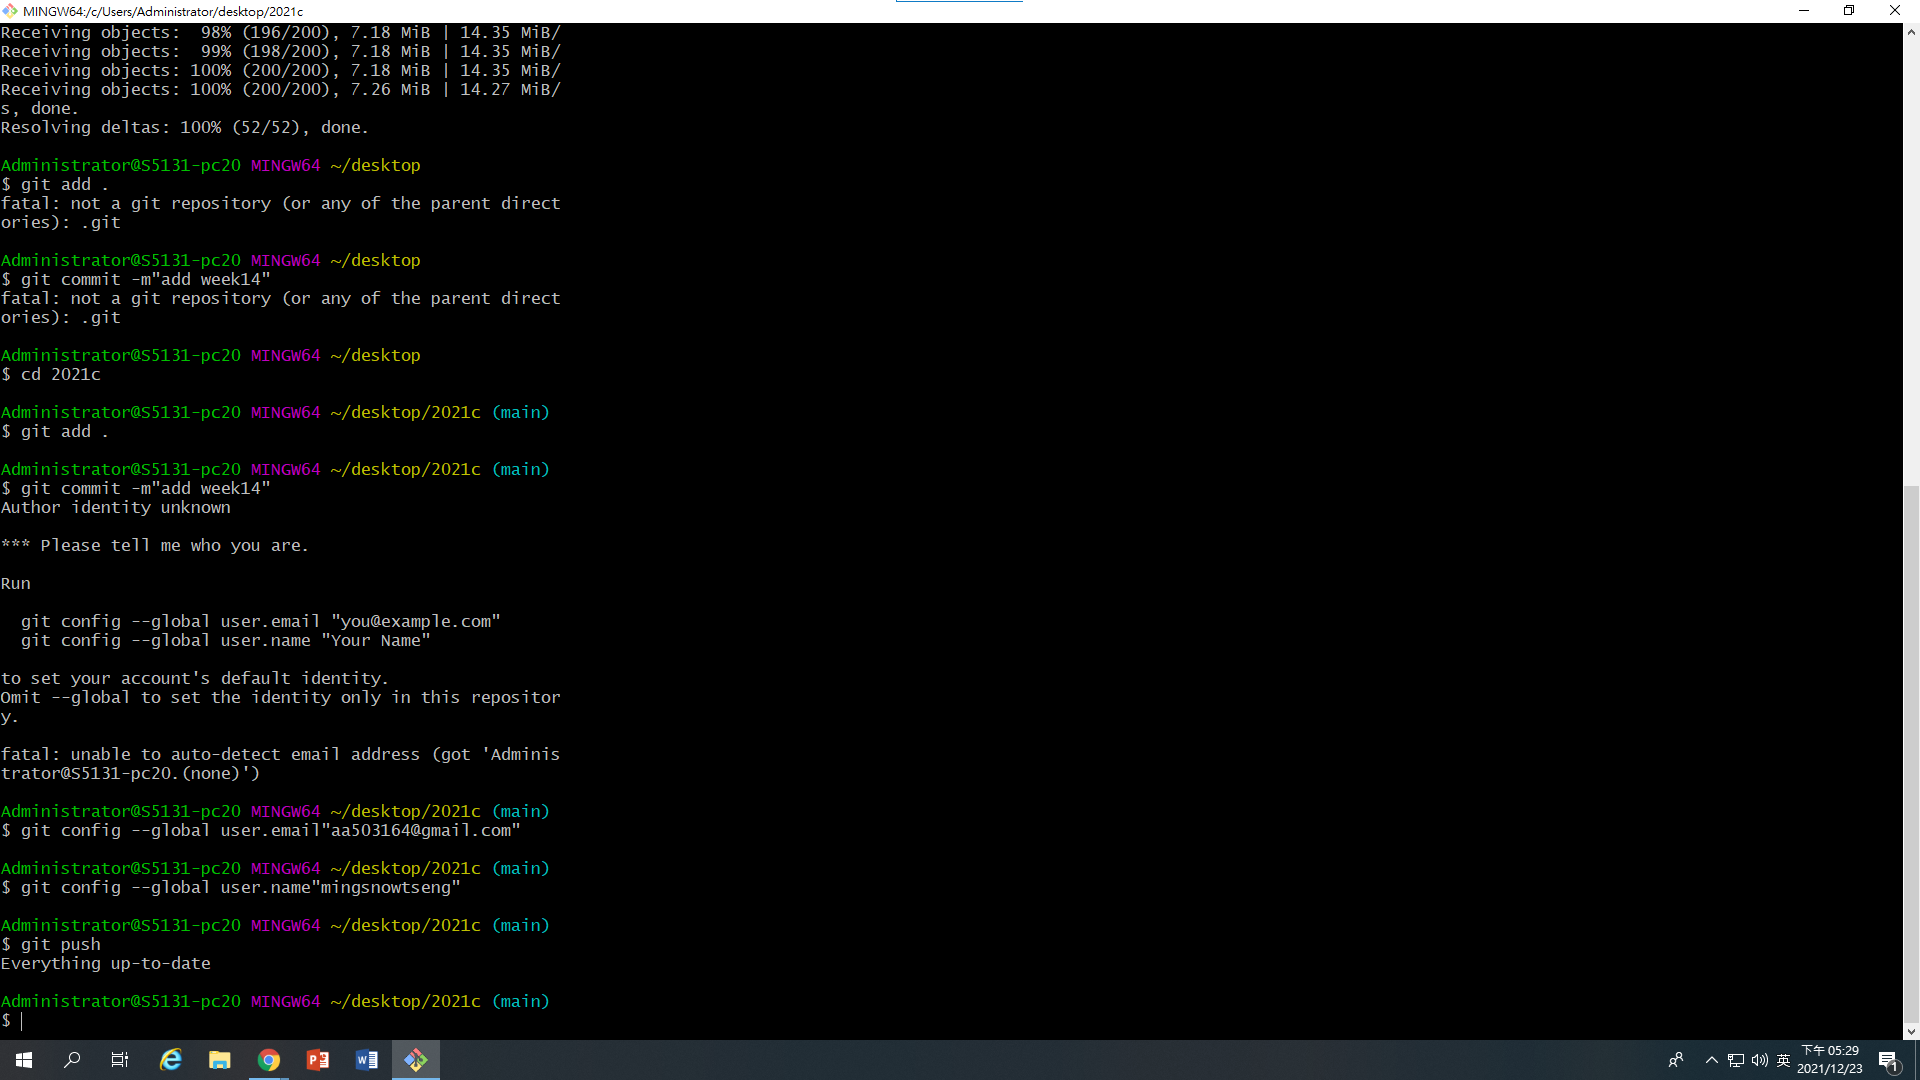 MINGW64:/c/Users/Administrator/desktop/2021c
Receiving objects:  98% (196/200), 7.18 MiB | 14.35 MiB/
Receiving objects:  99% (198/200), 7.18 MiB | 14.35 MiB/
Receiving objects: 100% (200/200), 7.18 MiB | 14.35 MiB/
Receiving objects: 100% (200/200), 7.26 MiB | 14.27 MiB/
s, done.
Resolving deltas: 100% (52/52), done.
Administrator@S5131-pc20 MINGW64 ~/desktop
$ git add .
fatal: not a git repository (or any of the parent direct
ories): .git
Administrator@S5131-pc20 MINGW64 ~/desktop
$ git commit -m"add week14"
fatal: not a git repository (or any of the parent direct
ories): .git
Administrator@S5131-pc20 MINGW64 ~/desktop
$ cd 2021c
Administrator@S5131-pc20 MINGW64 ~/desktop/2021c (main)
$ git add .
Administrator@S5131-pc20 MINGW64 ~/desktop/2021c (main)
$ git commit -m"add week14"
Author identity unknown
*** Please tell me who you are.
Run
  git config --global user.email "you@example.com"
  git config --global user.name "Your Name"
to set your account's default identity.
Omit --global to set the identity only in this repositor
y.
fatal: unable to auto-detect email address (got 'Adminis
trator@S5131-pc20.(none)')
Administrator@S5131-pc20 MINGW64 ~/desktop/2021c (main)
$ git config --global user.email"aa503164@gmail.com"
Administrator@S5131-pc20 MINGW64 ~/desktop/2021c (main)
$ git config --global user.name"mingsnowtseng"
Administrator@S5131-pc20 MINGW64 ~/desktop/2021c (main)
$ git push
Everything up-to-date
Administrator@S5131-pc20 MINGW64 ~/desktop/2021c (main)
$
英
下午 05:29
2021/12/23
1